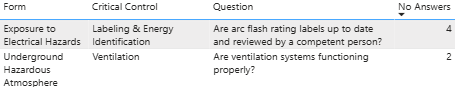 Form Critical Control Question No Answers
Exposure to Labeling & Energy Are arc flash rating labels up to date 4
Electrical Hazards Identification and reviewed by a competent person?
Underground Ventilation Are ventilation systems functioning 2
Hazardous properly?
Atmosphere